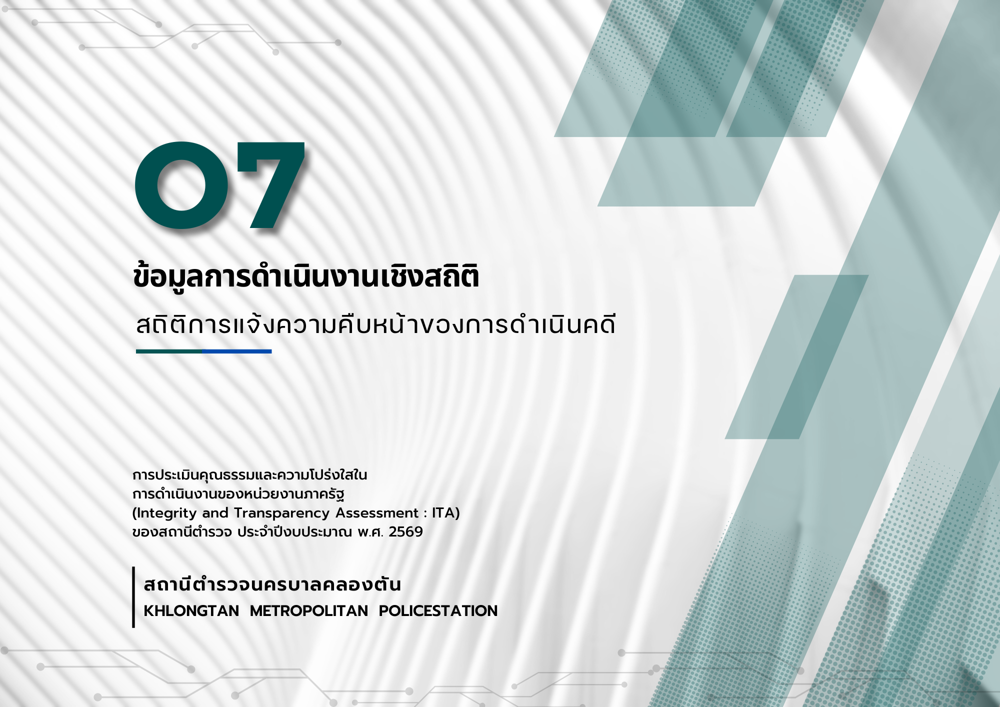 O7
ข้อมูลการดำเนินงานเชิงสถิติ
สถิติการแจ้งความคืบหน้าของการดำเนินคดี
การประเมินคุณธรรมและความโปร่งใสใน
การดำเนินงานของหน่วยงานภาครัฐ
(Integrity and Transparency Assessment : ITA)
ของสถานีตำรวจ ประจำปีงบประมาณ พ.ศ. 2569
สถานีตำรวจนครบาลคลองตัน
KHLONGTAN METROPOLITAN POLICESTATION